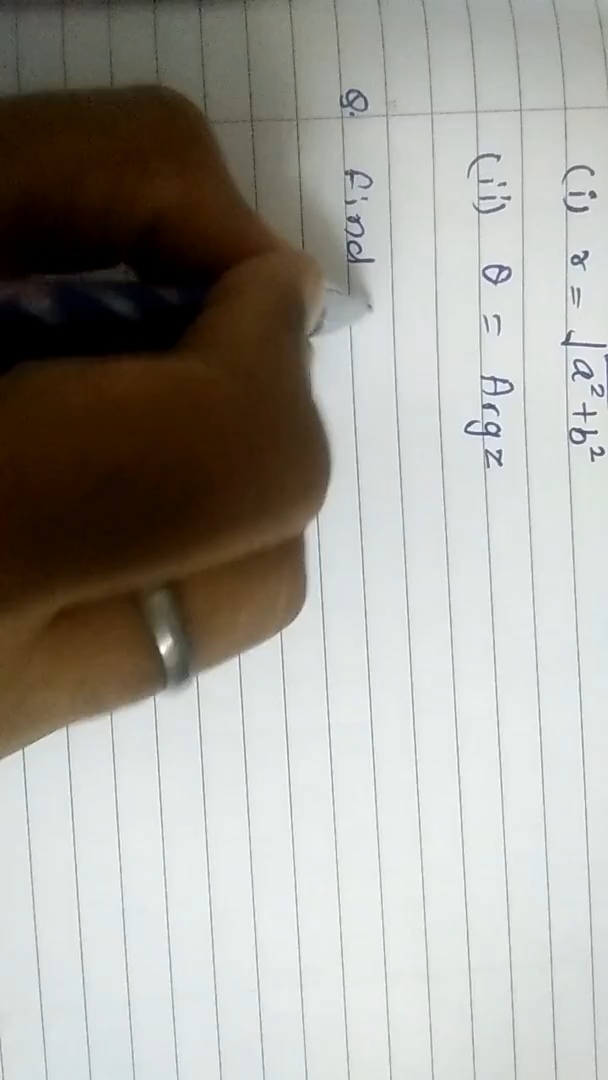 (i) r = √a²+b²
(ii) θ = Arg z
Q. find